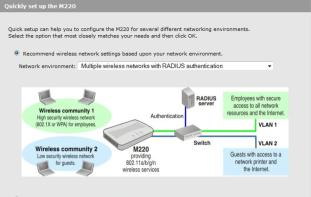 Quickly set up the M220
Quick setup can help you to configure the M220 for several different networking environments.
Select the option that most closely matches your needs and then click OK.
Recommend wireless network settings based upon your network environment.
Network environment: Multiple wireless networks with RADIUS authentication
Wireless community 1
High security wireless network
(802.1X or WPA) for employees.
Authentication
RADIUS
server
Employees with secure
access to all network
resources and the Internet.
VLAN 1
Wireless community 2
Low security wireless network
for guests.
M220
providing
802.11a/b/g/n
wireless services
Switch
VLAN 2
Guests with access to a
network printer and
the Internet.